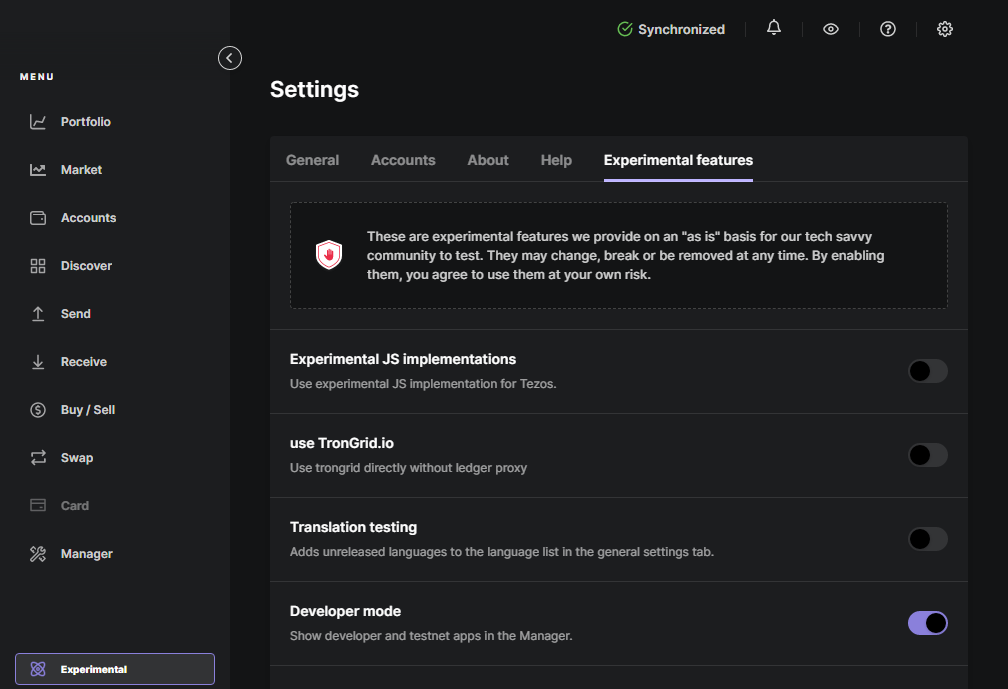 Synchronized
MENU
Portfolio
Market
Accounts
Discover
Send
Receive
Buy / Sell
Swap
Card
Manager
Experimental
Settings
General Accounts About Help Experimental features
These are experimental features we provide on an "as is" basis for our tech savvy
community to test. They may change, break or be removed at any time. By enabling
them, you agree to use them at your own risk.
Experimental JS implementations
Use experimental JS implementation for Tezos.
use TronGrid.io
Use trongrid directly without ledger proxy
Translation testing
Adds unreleased languages to the language list in the general settings tab.
Developer mode
Show developer and testnet apps in the Manager.